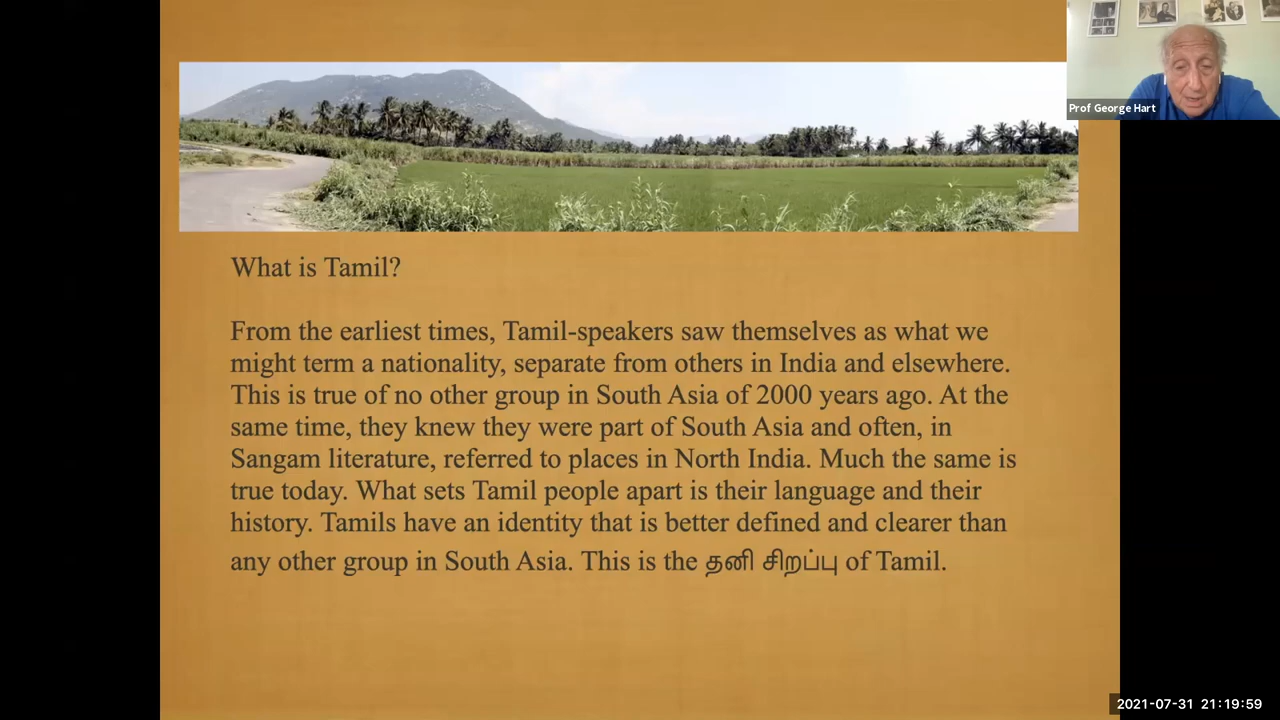 Prof George Hart
What is Tamil?
From the earliest times, Tamil-speakers saw themselves as what we
might term a nationality, separate from others in India and elsewhere.
This is true of no other group in South Asia of 2000 years ago. At the
same time, they knew they were part of South Asia and often, in
Sangam literature, referred to places in North India. Much the same is
true today. What sets Tamil people apart is their language and their
history. Tamils have an identity that is better defined and clearer than
any other group in South Asia. This is the தனி சிறப்பு of Tamil.
2021-07-31 21:19:59